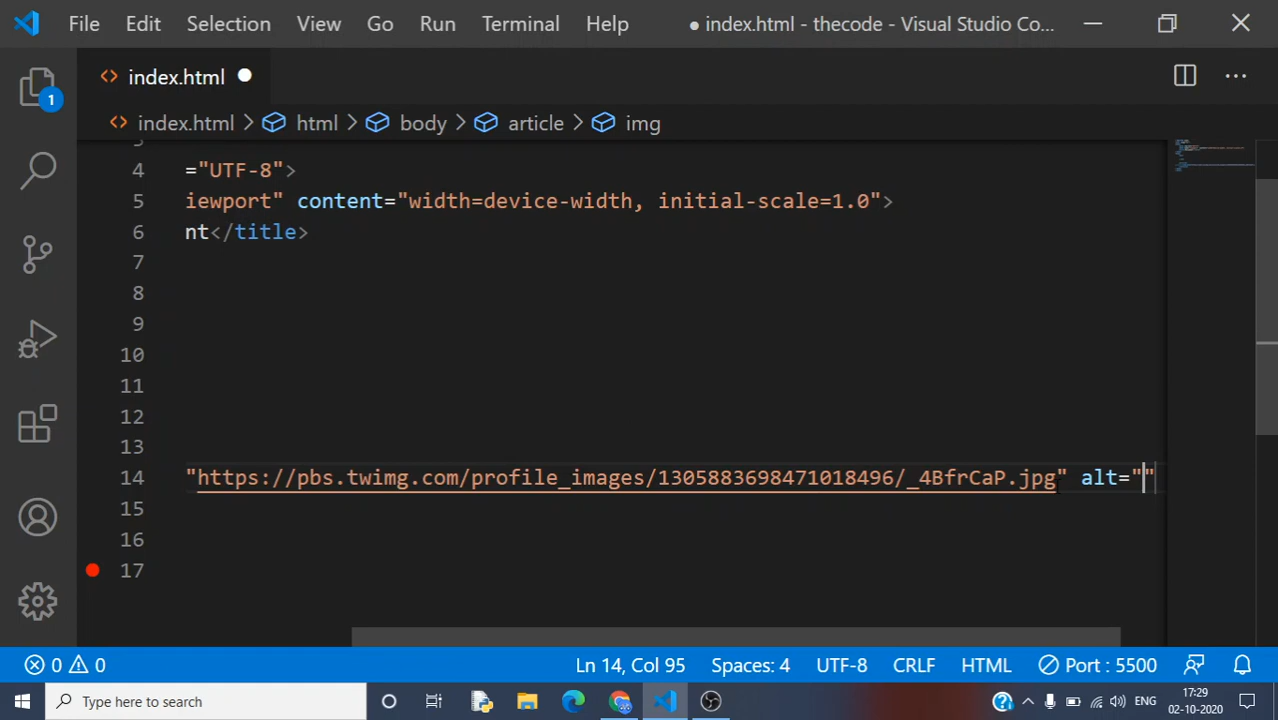 File Edit Selection View Go Run Terminal Help ● index.html - thecode - Visual Studio Co...
index.html
index.html > html > body > article > img
4 ="UTF-8">
5 iewport" content="width=device-width, initial-scale=1.0">
6 nt</title>
7
8
9
10
11
12
13
14 "https://pbs.twimg.com/profile_images/1305883698471018496/_4BfrCaP.jpg" alt=""
15
16
17
1
0 0 Ln 14, Col 95 Spaces: 4 UTF-8 CRLF HTML Port : 5500
Type here to search ENG 17:29
02-10-2020